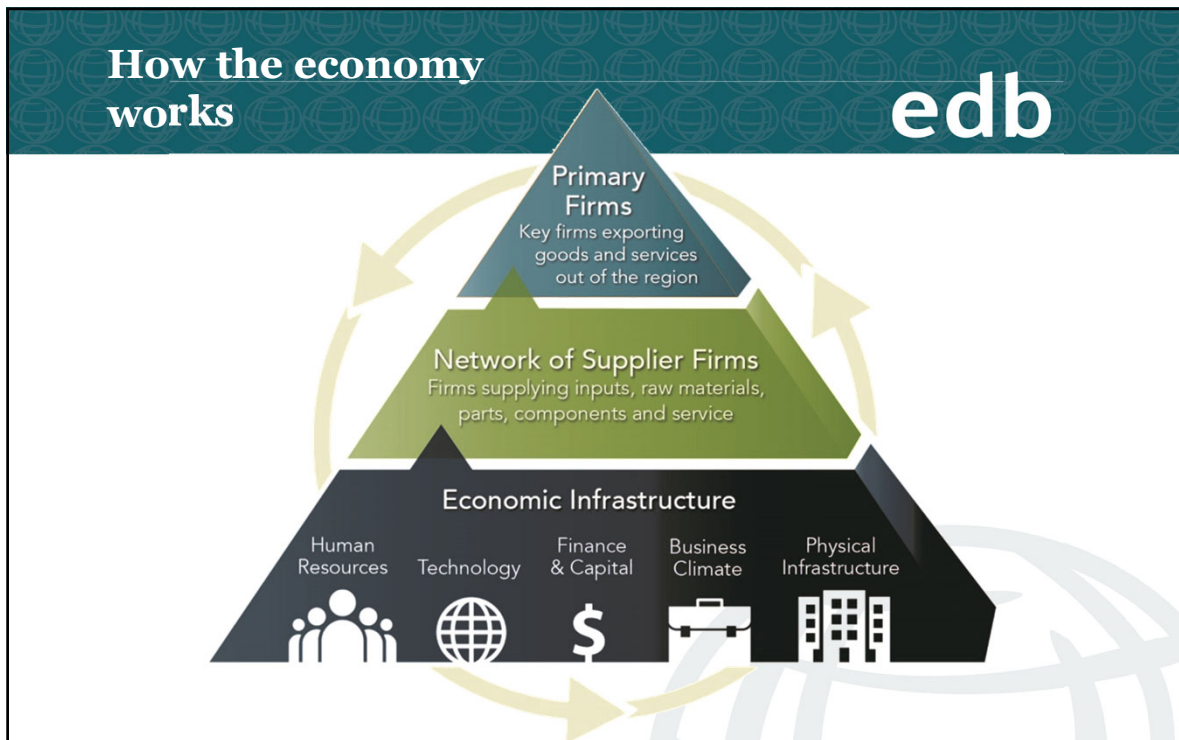 How the economy
works
edb
Primary
Firms
Key firms exporting
goods and services
out of the region
Network of Supplier Firms
Firms supplying inputs, raw materials,
parts, components and service
Economic Infrastructure
Human
Resources
Technology
Finance
& Capital
Business
Climate
Physical
Infrastructure
$